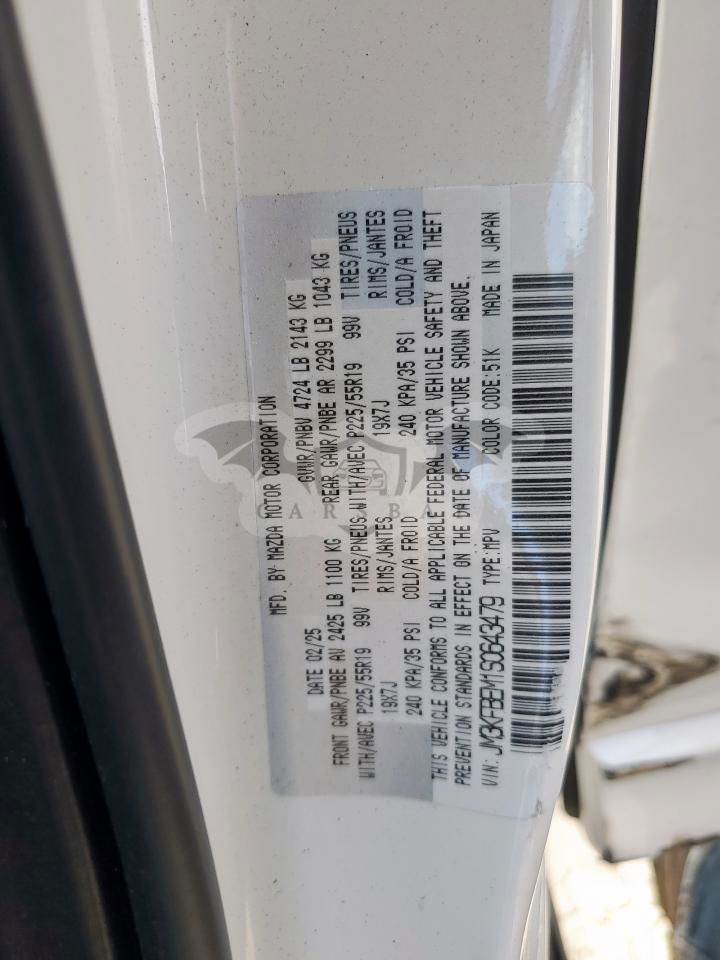 MFD. BY MAZDA MOTOR CORPORATION
DATE 02/25 GVWR/PNBV 4724 LB 2143 KG
FRONT GAWR/PNBE AV 2425 LB 1100 KG REAR GAWR/PNBE AR 2299 LB 1043 KG
WITH/AVEC P225/55R19 99V TIRES/PNEUS WITH/AVEC P225/55R19 99V TIRES/PNEUS
19X7J RIMS/JANTES 19X7J RIMS/JANTES
240 KPA/35 PSI COLD/A FROID 240 KPA/35 PSI COLD/A FROID
THIS VEHICLE CONFORMS TO ALL APPLICABLE FEDERAL MOTOR VEHICLE SAFETY AND THEFT
PREVENTION STANDARDS IN EFFECT ON THE DATE OF MANUFACTURE SHOWN ABOVE.
VIN: JM3KFBEM1S0643479 TYPE:MPV COLOR CODE:51K MADE IN JAPAN